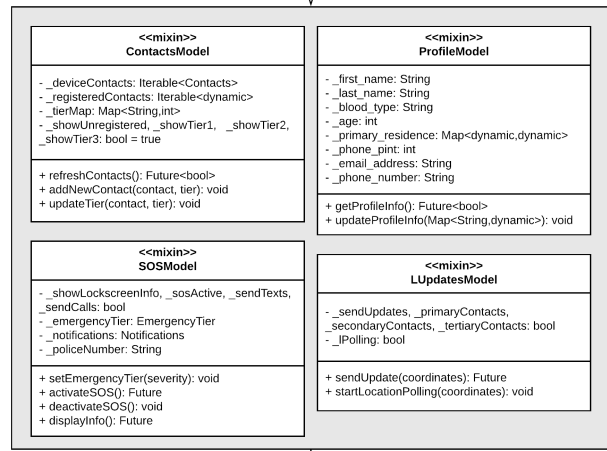 <<mixin>>
ContactsModel
- _deviceContacts: Iterable<Contacts>
- _registeredContacts: Iterable<dynamic>
- _tierMap: Map<String,int>
- _showUnregistered, _showTier1, _showTier2,
_showTier3: bool = true
+ refreshContacts(): Future<bool>
+ addNewContact(contact, tier): void
+ updateTier(contact, tier): void
<<mixin>>
ProfileModel
- _first_name: String
- _last_name: String
- _blood_type: String
- _age: int
- _primary_residence: Map<dynamic,dynamic>
- _phone_pint: int
- _email_address: String
- _phone_number: String
+ getProfileInfo(): Future<bool>
+ updateProfileInfo(Map<String,dynamic>): void
<<mixin>>
SOSModel
- _showLockscreenInfo, _sosActive, _sendTexts,
_sendCalls: bool
- _emergencyTier: EmergencyTier
- _notifications: Notifications
- _policeNumber: String
+ setEmergencyTier(severity): void
+ activateSOS(): Future
+ deactivateSOS(): void
+ displayInfo(): Future
<<mixin>>
LUpdatesModel
- _sendUpdates, _primaryContacts,
_secondaryContacts, _tertiaryContacts: bool
- _lPolling: bool
+ sendUpdate(coordinates): Future
+ startLocationPolling(coordinates): void